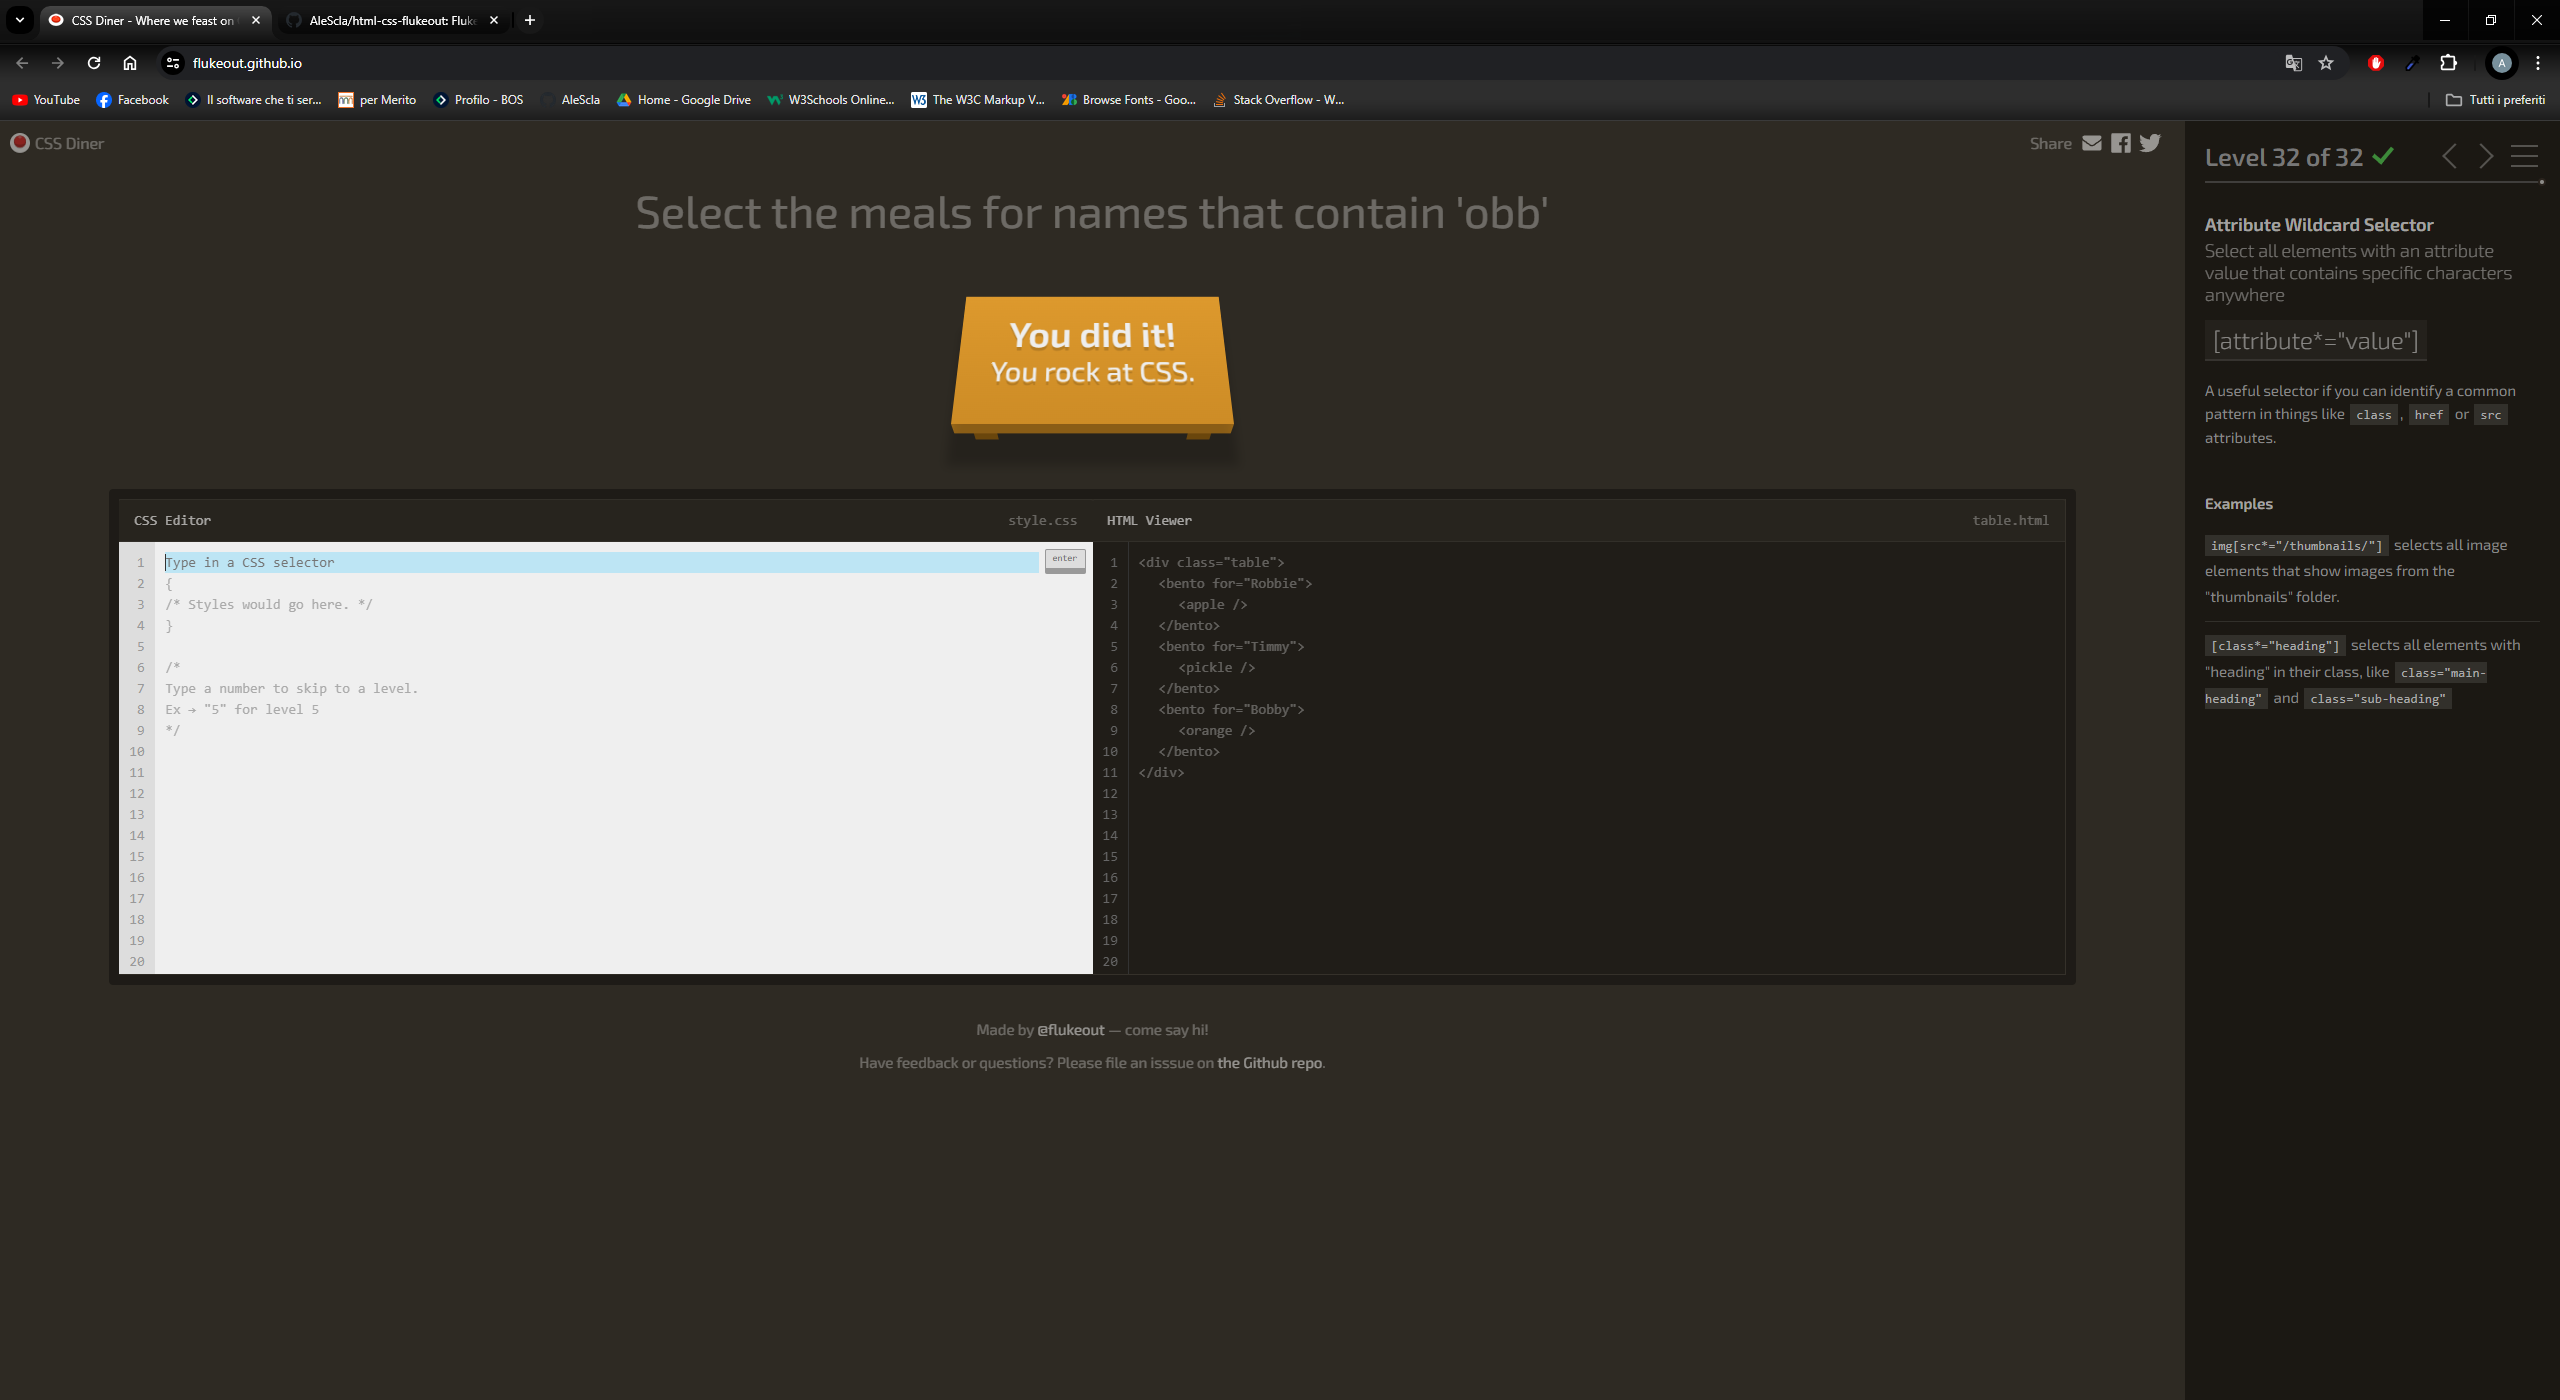 CSS Diner - Where we feast on
AleScla/html-css-flukeout: Fluke
flukeout.github.io
YouTube
Facebook
Il software che ti ser...
per Merito
Profilo - BOS
AleScla
Home - Google Drive
W3Schools Online...
The W3C Markup V...
Browse Fonts - Goo...
Stack Overflow - W...
Tutti i preferiti
CSS Diner
Share
Select the meals for names that contain 'obb'
You did it!
You rock at CSS.
CSS Editor
style.css
1 Type in a CSS selector
enter
2 {
3 /* Styles would go here. */
4 }
5
6 /*
7 Type a number to skip to a level.
8 Ex → "5" for level 5
9 */
10
11
12
13
14
15
16
17
18
19
20
HTML Viewer
table.html
1 <div class="table">
2 <bento for="Robbie">
3 <apple />
4 </bento>
5 <bento for="Timmy">
6 <pickle />
7 </bento>
8 <bento for="Bobby">
9 <orange />
10 </bento>
11 </div>
12
13
14
15
16
17
18
19
20
Made by @flukeout — come say hi!
Have feedback or questions? Please file an isssue on the Github repo.
Level 32 of 32
Attribute Wildcard Selector
Select all elements with an attribute
value that contains specific characters
anywhere
[attribute*="value"]
A useful selector if you can identify a common
pattern in things like class , href or src
attributes.
Examples
img[src*="/thumbnails/"] selects all image
elements that show images from the
"thumbnails" folder.
[class*="heading"] selects all elements with
"heading" in their class, like class="main-
heading" and class="sub-heading"